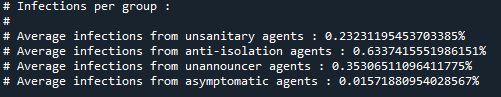 # Infections per group :
#
# Average infections from unsanitary agents : 0.23231195453703385%
# Average infections from anti-isolation agents : 0.6337415551986151%
# Average infections from unannouncer agents : 0.35306511096411775%
# Average infections from asymptomatic agents : 0.01571880954028567%